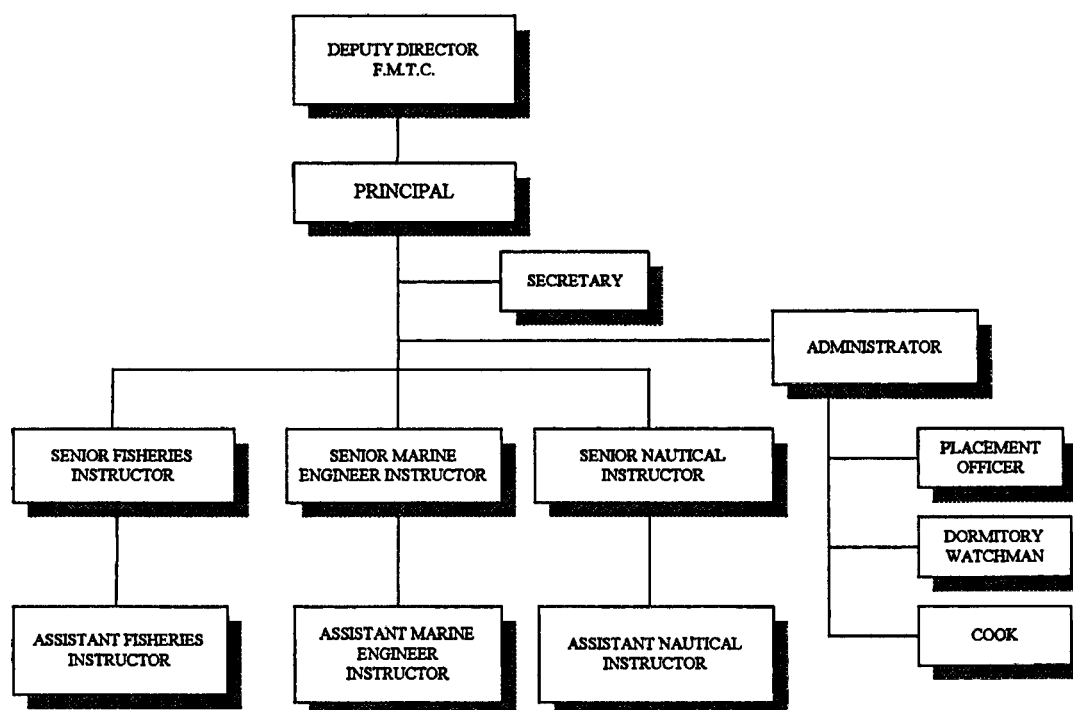 DEPUTY DIRECTOR
F.M.T.C.
PRINCIPAL
SECRETARY
ADMINISTRATOR
SENIOR FISHERIES
INSTRUCTOR
SENIOR MARINE
ENGINEER INSTRUCTOR
SENIOR NAUTICAL
INSTRUCTOR
PLACEMENT
OFFICER
DORMITORY
WATCHMAN
COOK
ASSISTANT FISHERIES
INSTRUCTOR
ASSISTANT MARINE
ENGINEER
INSTRUCTOR
ASSISTANT NAUTICAL
INSTRUCTOR